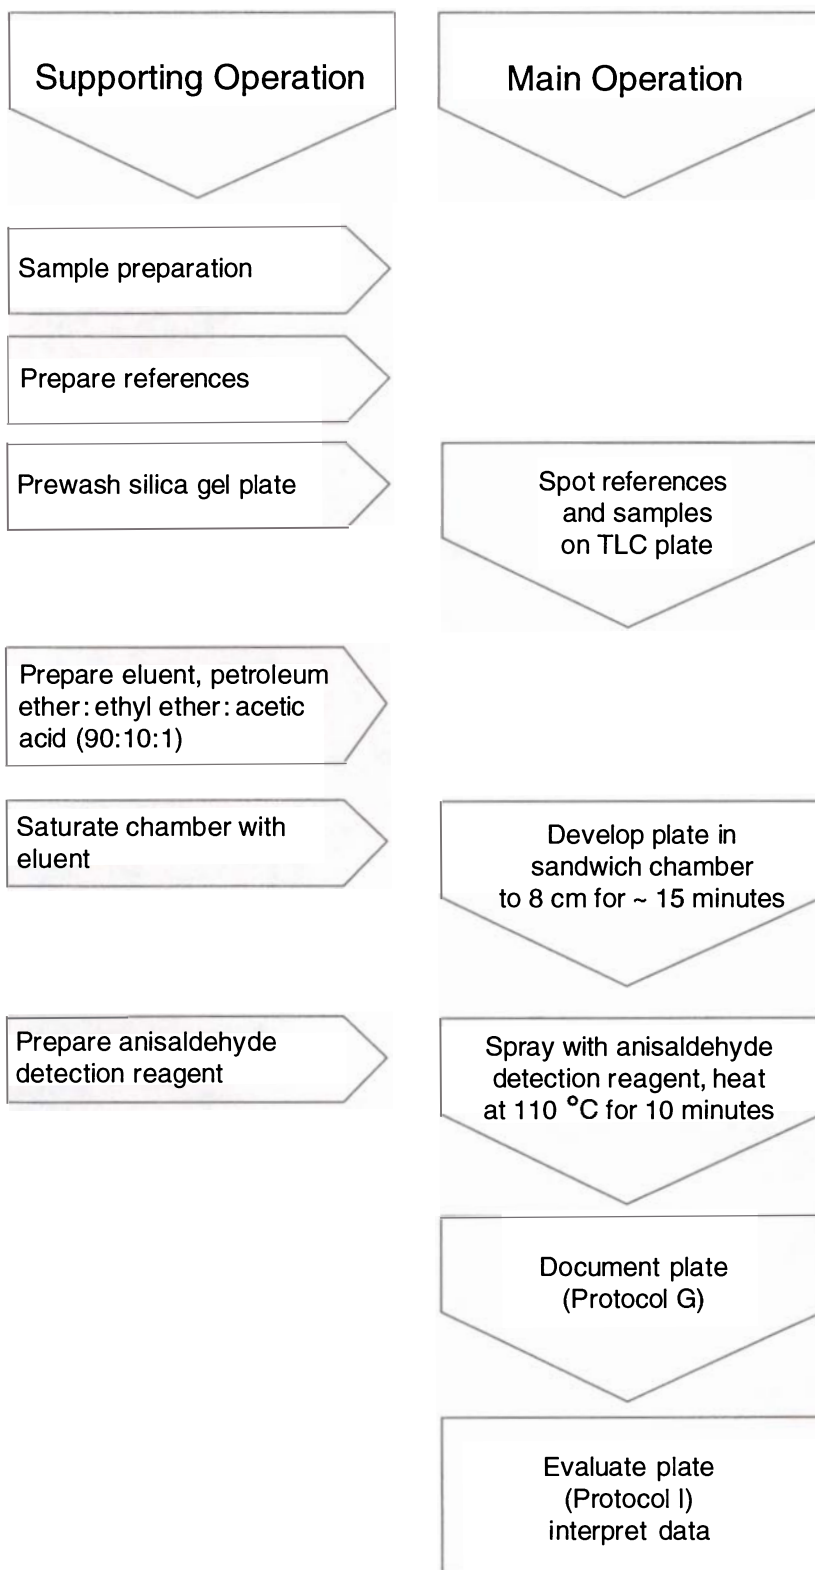 Supporting Operation
Main Operation
Sample preparation
Prepare references
Prewash silica gel plate
Spot references
and samples
on TLC plate
Prepare eluent, petroleum
ether: ethyl ether: acetic
acid (90:10:1)
Saturate chamber with
eluent
Develop plate in
sandwich chamber
to 8 cm for ~ 15 minutes
Prepare anisaldehyde
detection reagent
Spray with anisaldehyde
detection reagent, heat
at 110 °C for 10 minutes
Document plate
(Protocol G)
Evaluate plate
(Protocol I)
interpret data